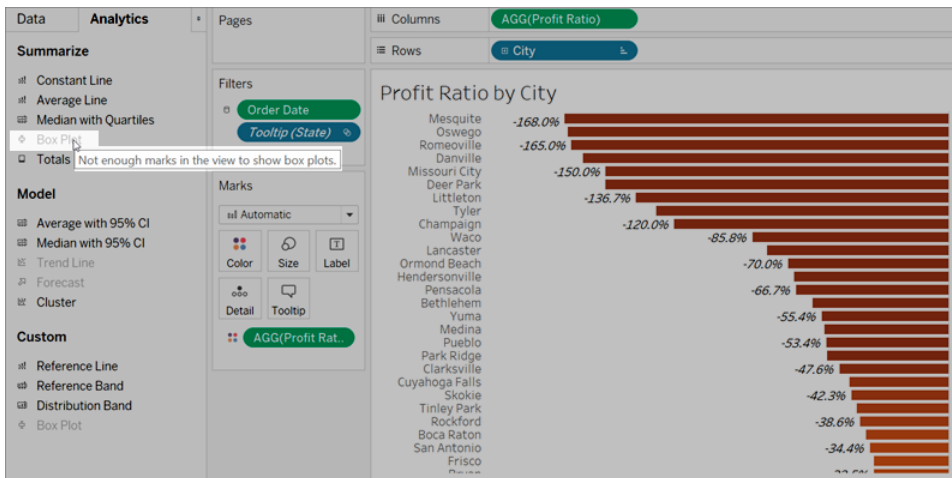 Data Analytics
Summarize
Constant Line
Average Line
Median with Quartiles
Box Plot
Totals
Not enough marks in the view to show box plots.
Model
Average with 95% CI
Median with 95% CI
Trend Line
Forecast
Cluster
Custom
Reference Line
Reference Band
Distribution Band
Box Plot
Pages
Filters
Order Date
Tooltip (State)
Marks
Automatic
Color Size Label
Detail Tooltip
AGG(Profit Rat..
Columns AGG(Profit Ratio)
Rows City
Profit Ratio by City
Mesquite -168.0%
Oswego
Romeoville -165.0%
Danville
Missouri City -150.0%
Deer Park
Littleton -136.7%
Tyler
Champaign -120.0%
Waco -85.8%
Lancaster
Ormond Beach -70.0%
Hendersonville
Pensacola -66.7%
Bethlehem
Yuma -55.4%
Medina
Pueblo -53.4%
Park Ridge
Clarksville -47.6%
Cuyahoga Falls
Skokie -42.3%
Tinley Park
Rockford -38.6%
Boca Raton
San Antonio -34.4%
Frisco